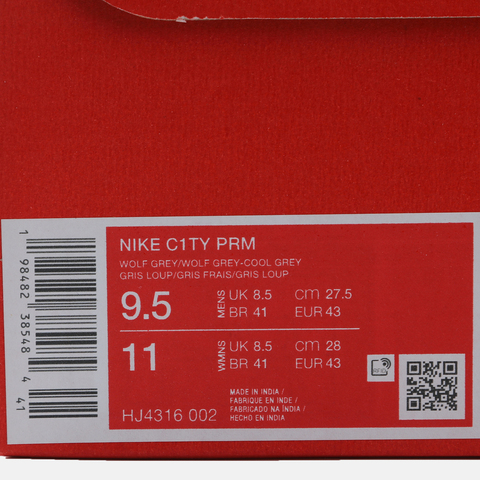 NIKE C1TY PRM
WOLF GREY/WOLF GREY-COOL GREY
GRIS LOUP/GRIS FRAIS/GRIS LOUP
9.5 MENS UK 8.5 cm 27.5
BR 41 EUR 43
11 WMNS UK 8.5 cm 28
BR 41 EUR 43
MADE IN INDIA /
FABRIQUE EN INDE /
FABRICADO NA ÍNDIA /
HECHO EN INDIA
HJ4316 002
1 98482 38548 4 41